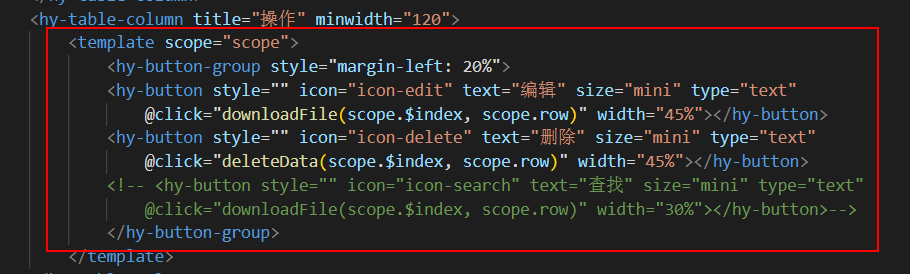 <hy-table-column title="操作" minwidth="120">
<template scope="scope">
<hy-button-group style="margin-left: 20%">
<hy-button style="" icon="icon-edit" text="编辑" size="mini" type="text"
@click="downloadFile(scope.$index, scope.row)" width="45%"></hy-button>
<hy-button style="" icon="icon-delete" text="删除" size="mini" type="text"
@click="deleteData(scope.$index, scope.row)" width="45%"></hy-button>
<!-- <hy-button style="" icon="icon-search" text="查找" size="mini" type="text"
@click="downloadFile(scope.$index, scope.row)" width="30%"></hy-button>-->
</hy-button-group>
</template>